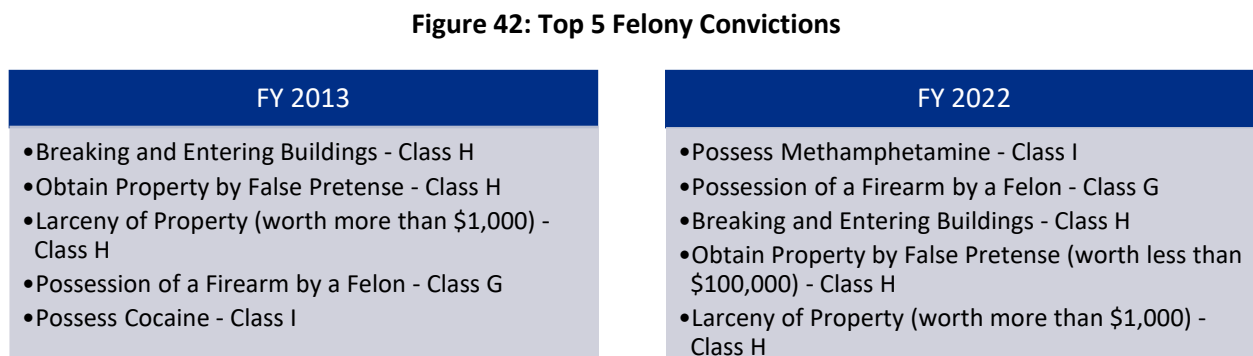 Figure 42: Top 5 Felony Convictions
FY 2013
•Breaking and Entering Buildings - Class H
•Obtain Property by False Pretense - Class H
•Larceny of Property (worth more than $1,000) -
Class H
•Possession of a Firearm by a Felon - Class G
•Possess Cocaine - Class I
FY 2022
•Possess Methamphetamine - Class I
•Possession of a Firearm by a Felon - Class G
•Breaking and Entering Buildings - Class H
•Obtain Property by False Pretense (worth less than
$100,000) - Class H
•Larceny of Property (worth more than $1,000) -
Class H